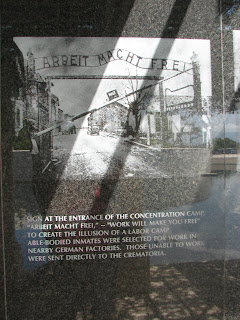 ARBEIT MACHT FREI
SIGN AT THE ENTRANCE OF THE CONCENTRATION CAMP
"ARBEIT MACHT FREI," – "WORK WILL MAKE YOU FREE"
TO CREATE THE ILLUSION OF A LABOR CAMP.
ABLE-BODIED INMATES WERE SELECTED FOR WORK IN
NEARBY GERMAN FACTORIES. THOSE UNABLE TO WORK
WERE SENT DIRECTLY TO THE CREMATORIA.